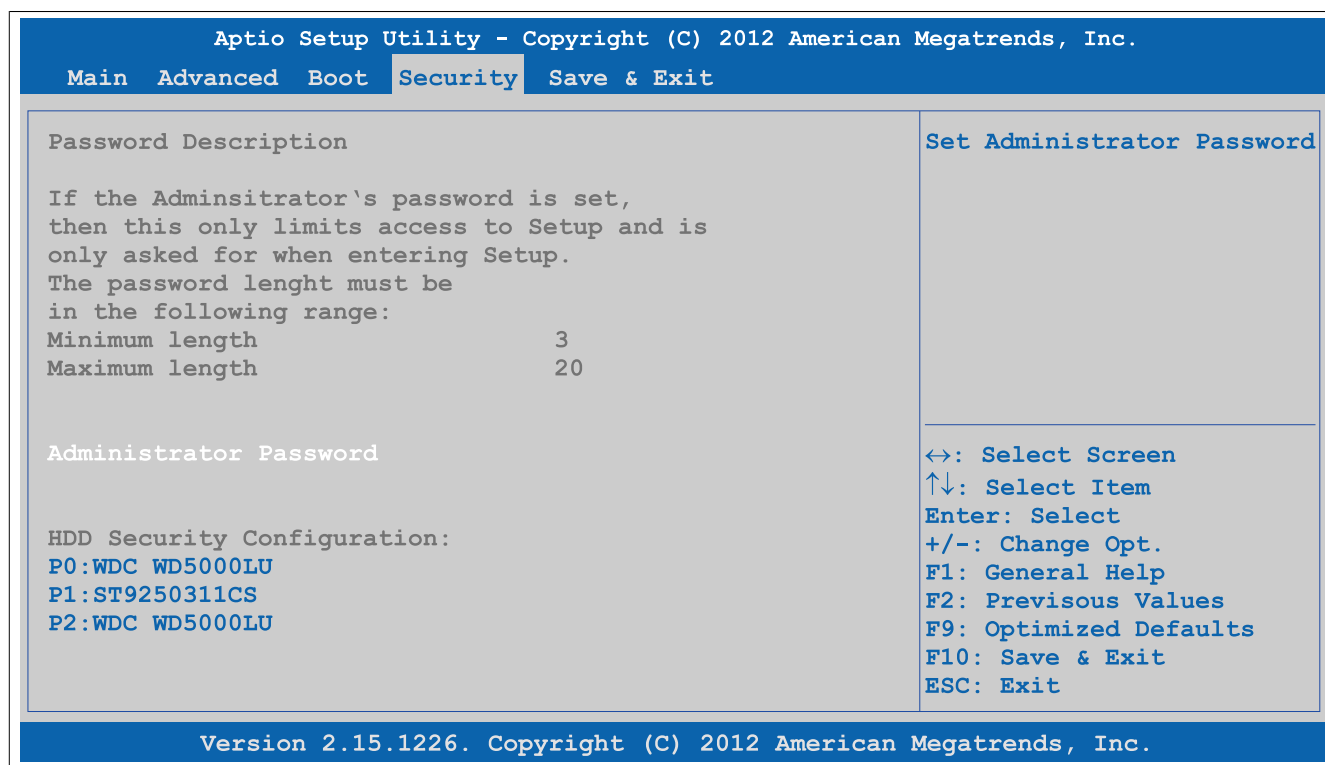 Aptio Setup Utility - Copyright (C) 2012 American Megatrends, Inc.
Main Advanced Boot Security Save & Exit
Password Description
If the Adminsitrator‘s password is set,
then this only limits access to Setup and is
only asked for when entering Setup.
The password lenght must be
in the following range:
Minimum length 3
Maximum length 20
Administrator Password
HDD Security Configuration:
P0:WDC WD5000LU
P1:ST9250311CS
P2:WDC WD5000LU
Set Administrator Password
↔: Select Screen
↑↓: Select Item
Enter: Select
+/-: Change Opt.
F1: General Help
F2: Previsous Values
F9: Optimized Defaults
F10: Save & Exit
ESC: Exit
Version 2.15.1226. Copyright (C) 2012 American Megatrends, Inc.